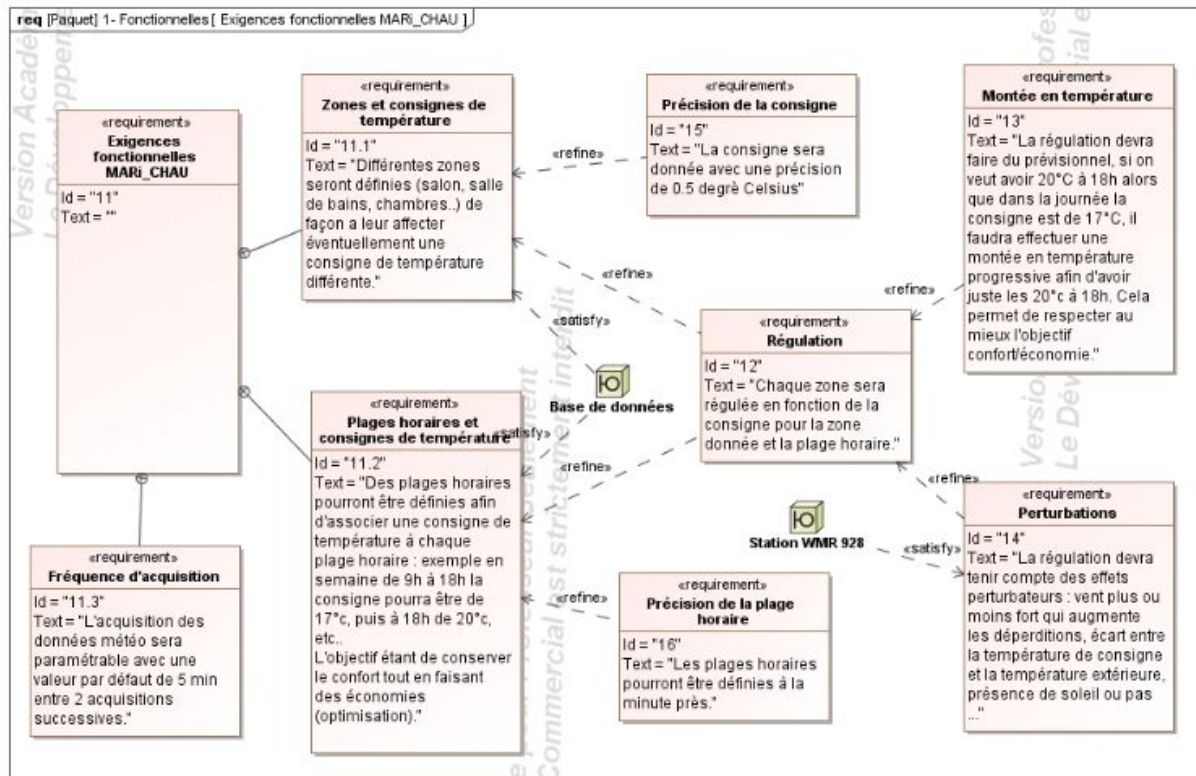 req [Paquet] 1- Fonctionnelles [ Exigences fonctionnelles MARi_CHAU ]
«requirement»
Exigences
fonctionnelles
MARi_CHAU
Id = "11"
Text = ""
«requirement»
Zones et consignes de
température
Id = "11.1"
Text = "Différentes zones
seront définies (salon, salle
de bains, chambres..) de
façon a leur affecter
éventuellement une
consigne de température
différente."
«refine»
«requirement»
Précision de la consigne
Id = "15"
Text = "La consigne sera
donnée avec une précision
de 0.5 degrè Celsius"
«requirement»
Montée en température
Id = "13"
Text = "La régulation devra
faire du prévisionnel, si on
veut avoir 20°C à 18h alors
que dans la journée la
consigne est de 17°C, il
faudra effectuer une
montée en température
progressive afin d'avoir
juste les 20°c à 18h. Cela
permet de respecter au
mieux l'objectif
confort/économie."
«refine»
«refine»
«satisfy»
«requirement»
Régulation
Id = "12"
Text = "Chaque zone sera
régulée en fonction de la
consigne pour la zone
donnée et la plage horaire."
Base de données
«satisfy»
«refine»
«requirement»
Plages horaires et
consignes de température
Id = "11.2"
Text = "Des plages horaires
pourront être définies afin
d'associer une consigne de
température à chaque
plage horaire : exemple en
semaine de 9h à 18h la
consigne pourra être de
17°c, puis à 18h de 20°c,
etc..
L'objectif étant de conserver
le confort tout en faisant
des économies
(optimisation)."
«refine»
Station WMR 928
«satisfy»
«refine»
«requirement»
Perturbations
Id = "14"
Text = "La régulation devra
tenir compte des effets
perturbateurs : vent plus ou
moins fort qui augmente
les déperditions, écart entre
la température de consigne
et la température extérieure,
présence de soleil ou pas
..."
«requirement»
Fréquence d'acquisition
Id = "11.3"
Text = "L'acquisition des
données météo sera
paramétrable avec une
valeur par défaut de 5 min
entre 2 acquisitions
successives."
«requirement»
Précision de la plage
horaire
Id = "16"
Text = "Les plages horaires
pourront être définies à la
minute près."
Version Acadé
Le Dé
Commercial est strictement interdit
Version
Le Dév